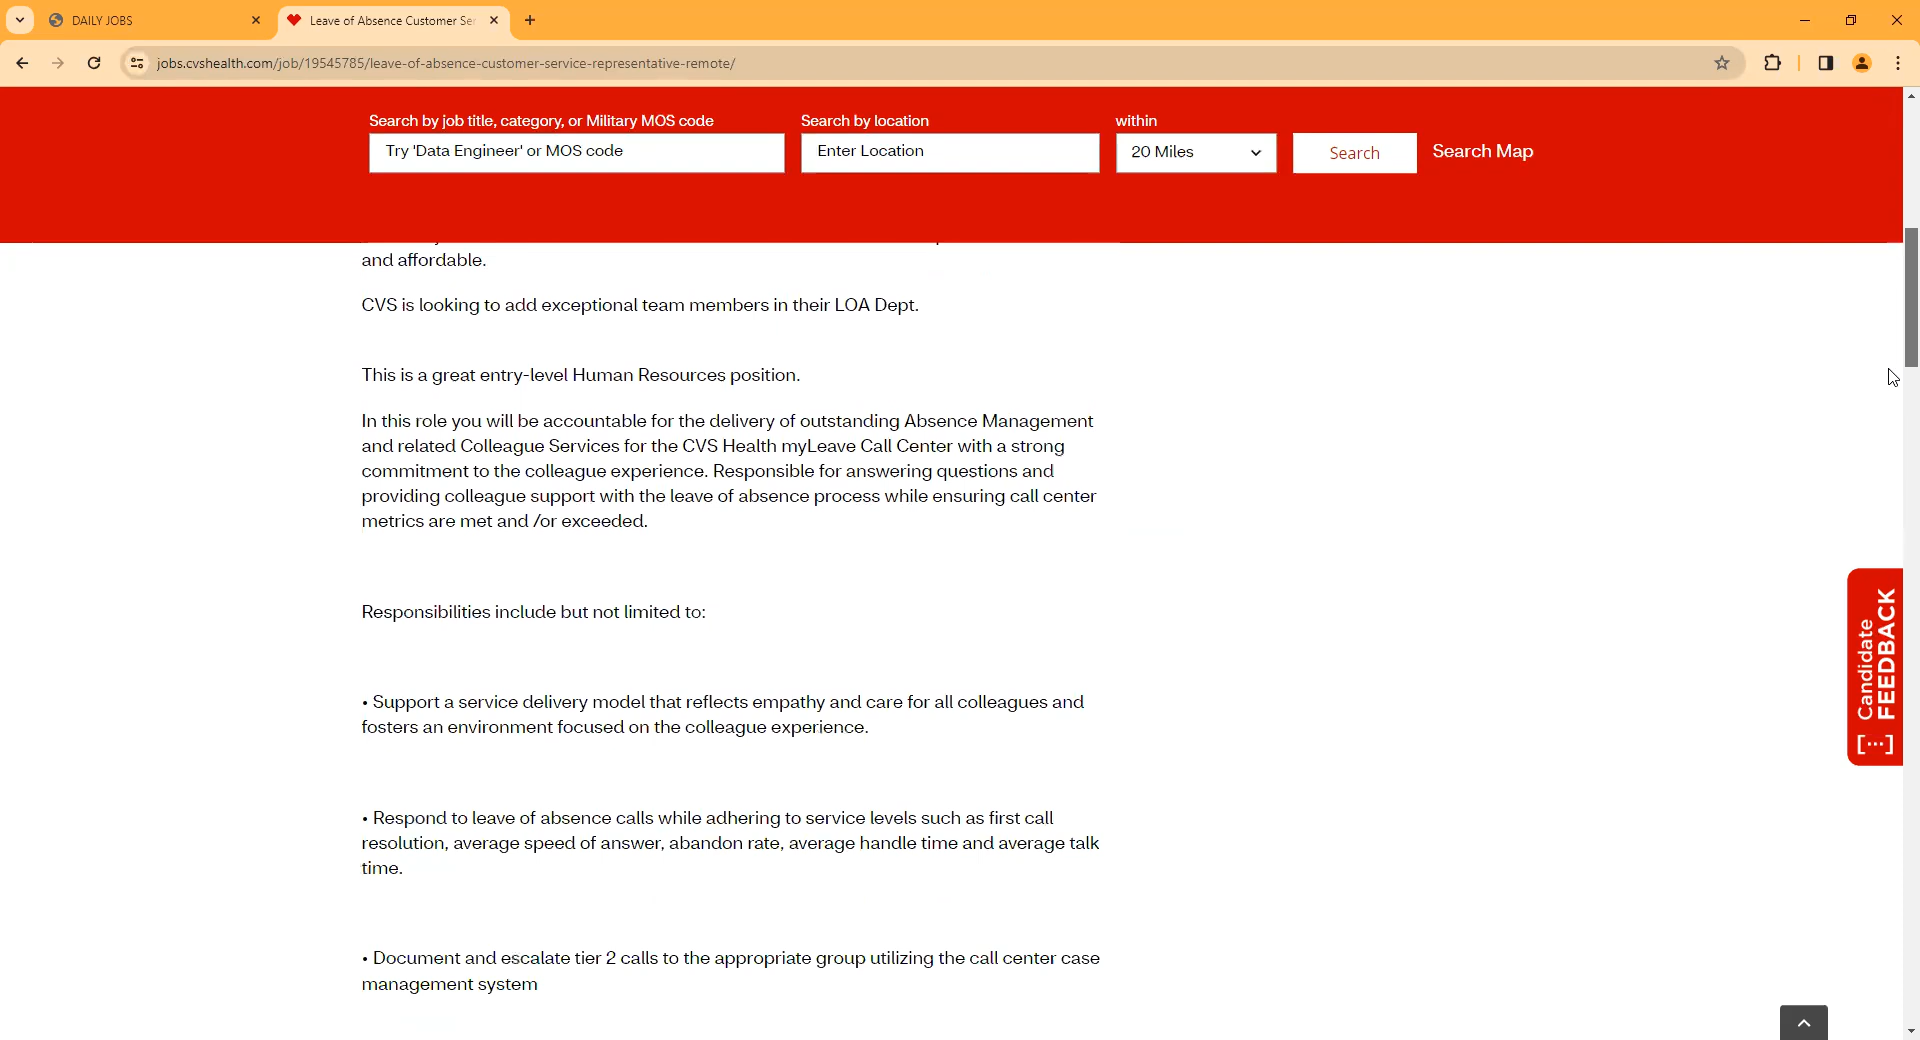 DAILY JOBS
Leave of Absence Customer Se
jobs.cvshealth.com/job/19545785/leave-of-absence-customer-service-representative-remote/
Search by job title, category, or Military MOS code
Search by location
within
Try 'Data Engineer' or MOS code
Enter Location
20 Miles
Search
Search Map
and affordable.
CVS is looking to add exceptional team members in their LOA Dept.
This is a great entry-level Human Resources position.
In this role you will be accountable for the delivery of outstanding Absence Management
and related Colleague Services for the CVS Health myLeave Call Center with a strong
commitment to the colleague experience. Responsible for answering questions and
providing colleague support with the leave of absence process while ensuring call center
metrics are met and /or exceeded.
Responsibilities include but not limited to:
• Support a service delivery model that reflects empathy and care for all colleagues and
fosters an environment focused on the colleague experience.
• Respond to leave of absence calls while adhering to service levels such as first call
resolution, average speed of answer, abandon rate, average handle time and average talk
time.
• Document and escalate tier 2 calls to the appropriate group utilizing the call center case
management system
Candidate
FEEDBACK
[...]